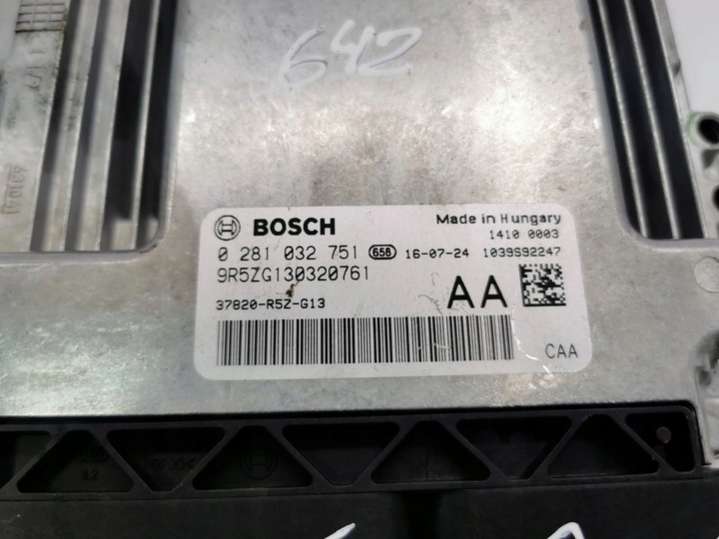 642
BOSCH
Made in Hungary
1410 0003
0 281 032 751 656 16-07-24 1039S92247
9R5ZG130320761
AA
37820-R5Z-G13
CAA